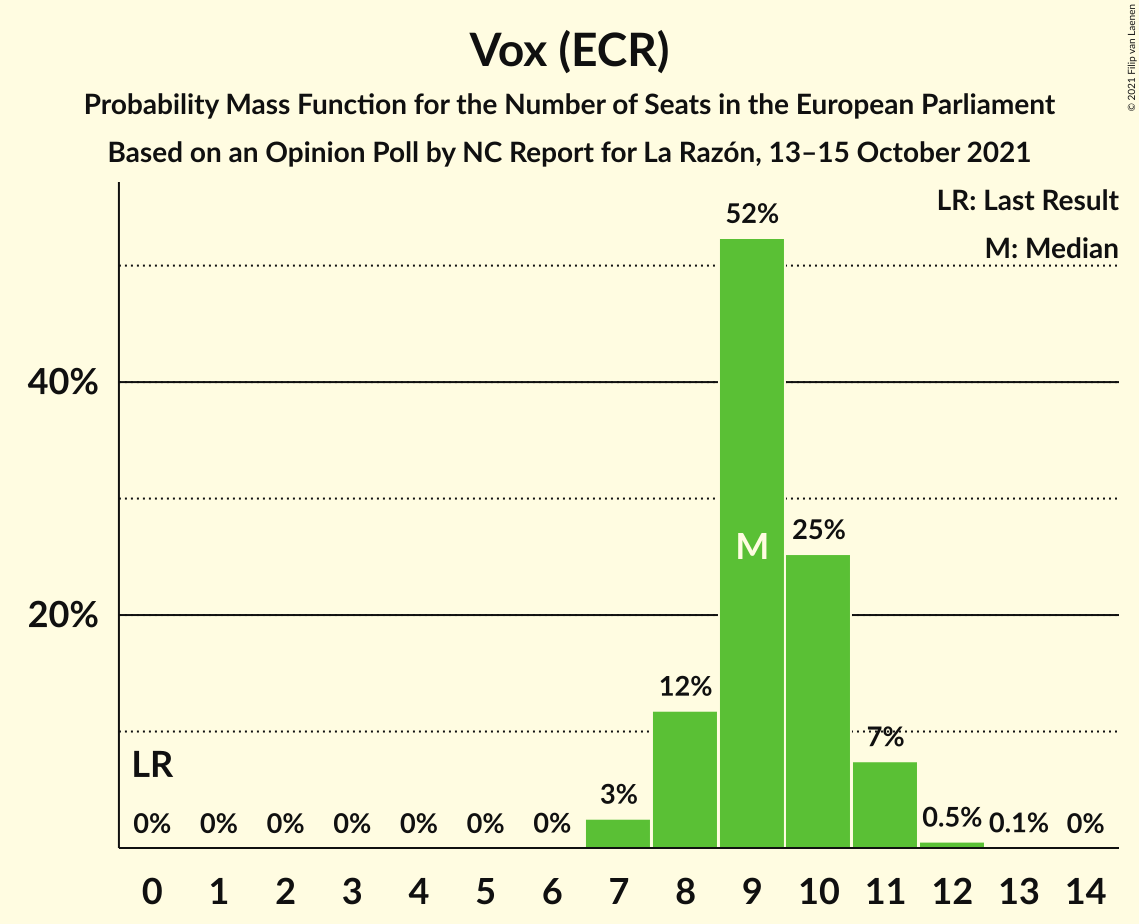 Vox (ECR)
Probability Mass Function for the Number of Seats in the European Parliament
Based on an Opinion Poll by NC Report for La Razón, 13–15 October 2021
© 2021 Filip van Laenen
LR: Last Result
M: Median
52%
40%
25%
M
20%
12%
7%
LR
3%
0% 0% 0% 0% 0% 0% 0% 0.5% 0.1% 0%
0 1 2 3 4 5 6 7 8 9 10 11 12 13 14